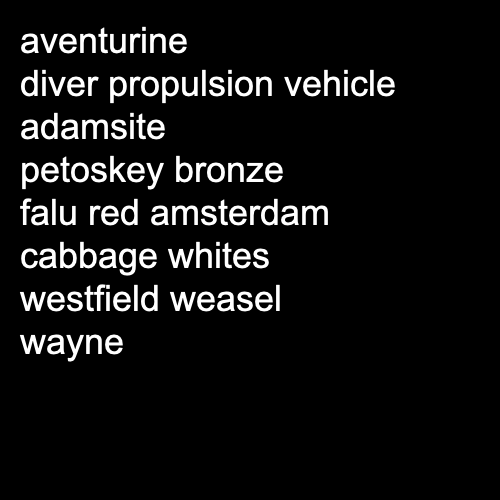 aventurine
diver propulsion vehicle
adamsite
petoskey bronze
falu red amsterdam
cabbage whites
westfield weasel
wayne